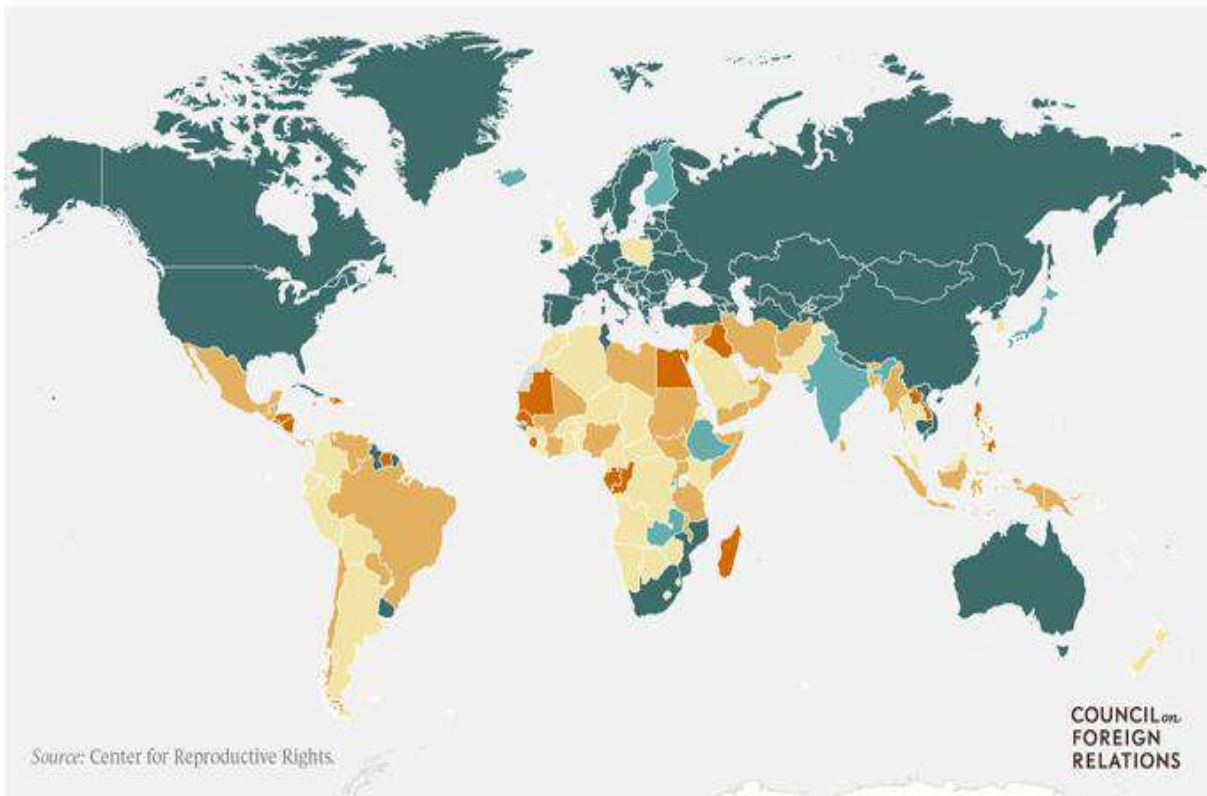 Source: Center for Reproductive Rights.
COUNCIL on
FOREIGN
RELATIONS